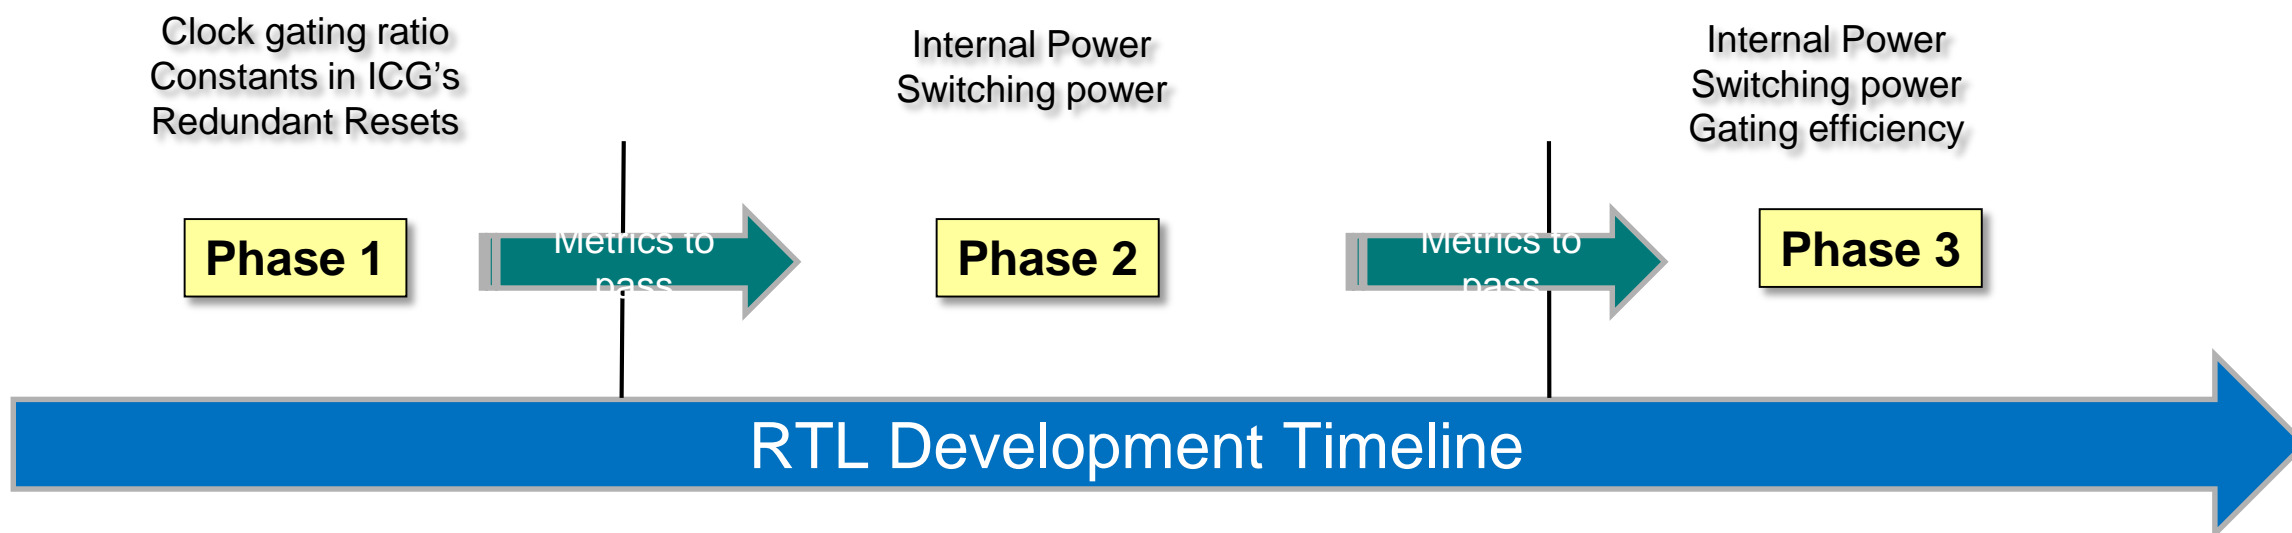 Clock gating ratio
Constants in ICG's
Redundant Resets
Internal Power
Switching power
Internal Power
Switching power
Gating efficiency
Phase 1
Metrics to
pass
Phase 2
Metrics to
pass
Phase 3
RTL Development Timeline